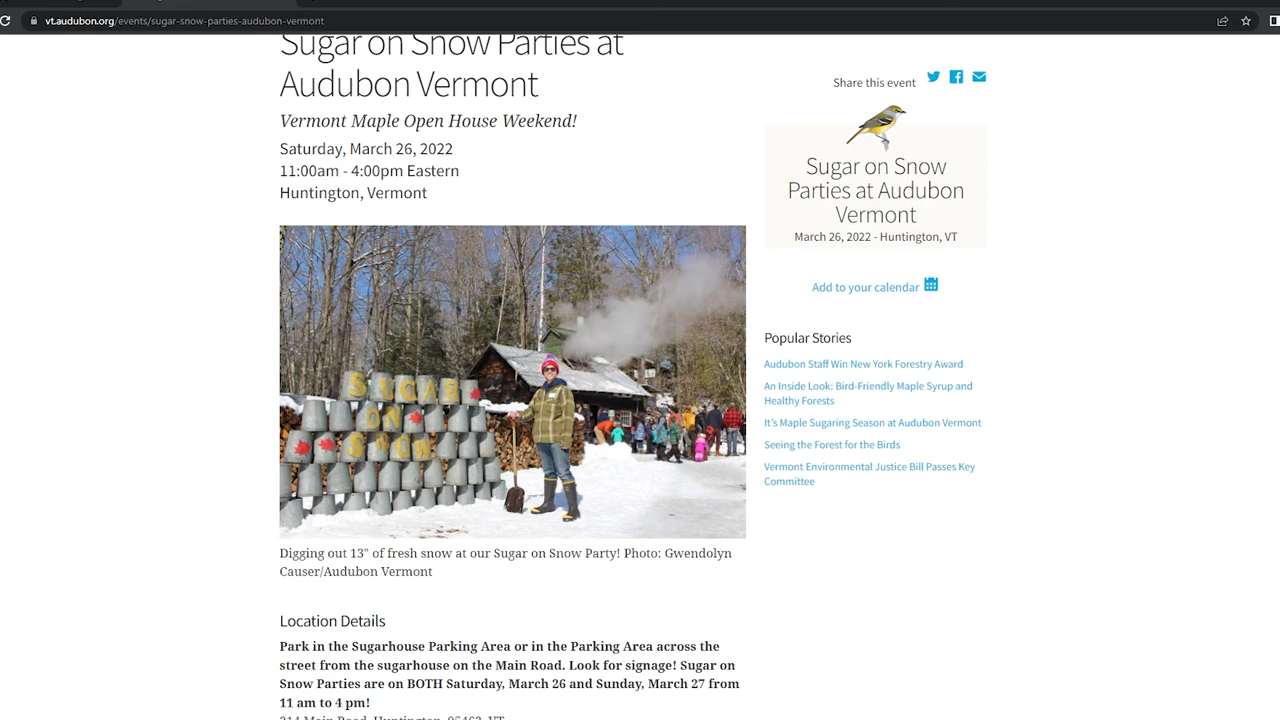 vt.audubon.org/events/sugar-snow-parties-audubon-vermont
Sugar on Snow Parties at
Audubon Vermont
Vermont Maple Open House Weekend!
Saturday, March 26, 2022
11:00am - 4:00pm Eastern
Huntington, Vermont
SUGAR
ON
SNOW
Digging out 13" of fresh snow at our Sugar on Snow Party! Photo: Gwendolyn
Causer/Audubon Vermont
Location Details
Park in the Sugarhouse Parking Area or in the Parking Area across the
street from the sugarhouse on the Main Road. Look for signage! Sugar on
Snow Parties are on BOTH Saturday, March 26 and Sunday, March 27 from
11 am to 4 pm!
Main Road, Huntington,
Share this event
Sugar on Snow
Parties at Audubon
Vermont
March 26, 2022 - Huntington, VT
Add to your calendar
Popular Stories
Audubon Staff Win New York Forestry Award
An Inside Look: Bird-Friendly Maple Syrup and
Healthy Forests
It's Maple Sugaring Season at Audubon Vermont
Seeing the Forest for the Birds
Vermont Environmental Justice Bill Passes Key
Committee